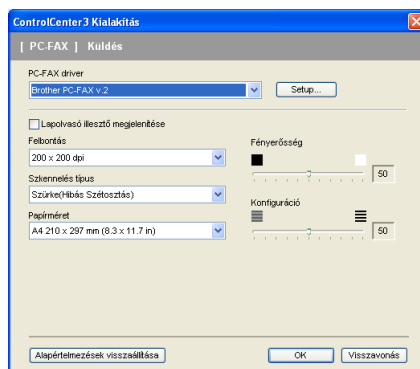 ControlCenter3 Kialakítás
[ PC-FAX ] Küldés
PC-FAX driver
Brother PC-FAX v.2
Setup...
Lapolvasó illesztő megjelenítése
Felbontás
200 x 200 dpi
Szkennelés típus
Szürke(Hibás Szétosztás)
Papírméret
A4 210 x 297 mm (8.3 x 11.7 in)
Fényerősség
50
Konfiguráció
50
Alapértelmezések visszaállítása
OK
Visszavonás